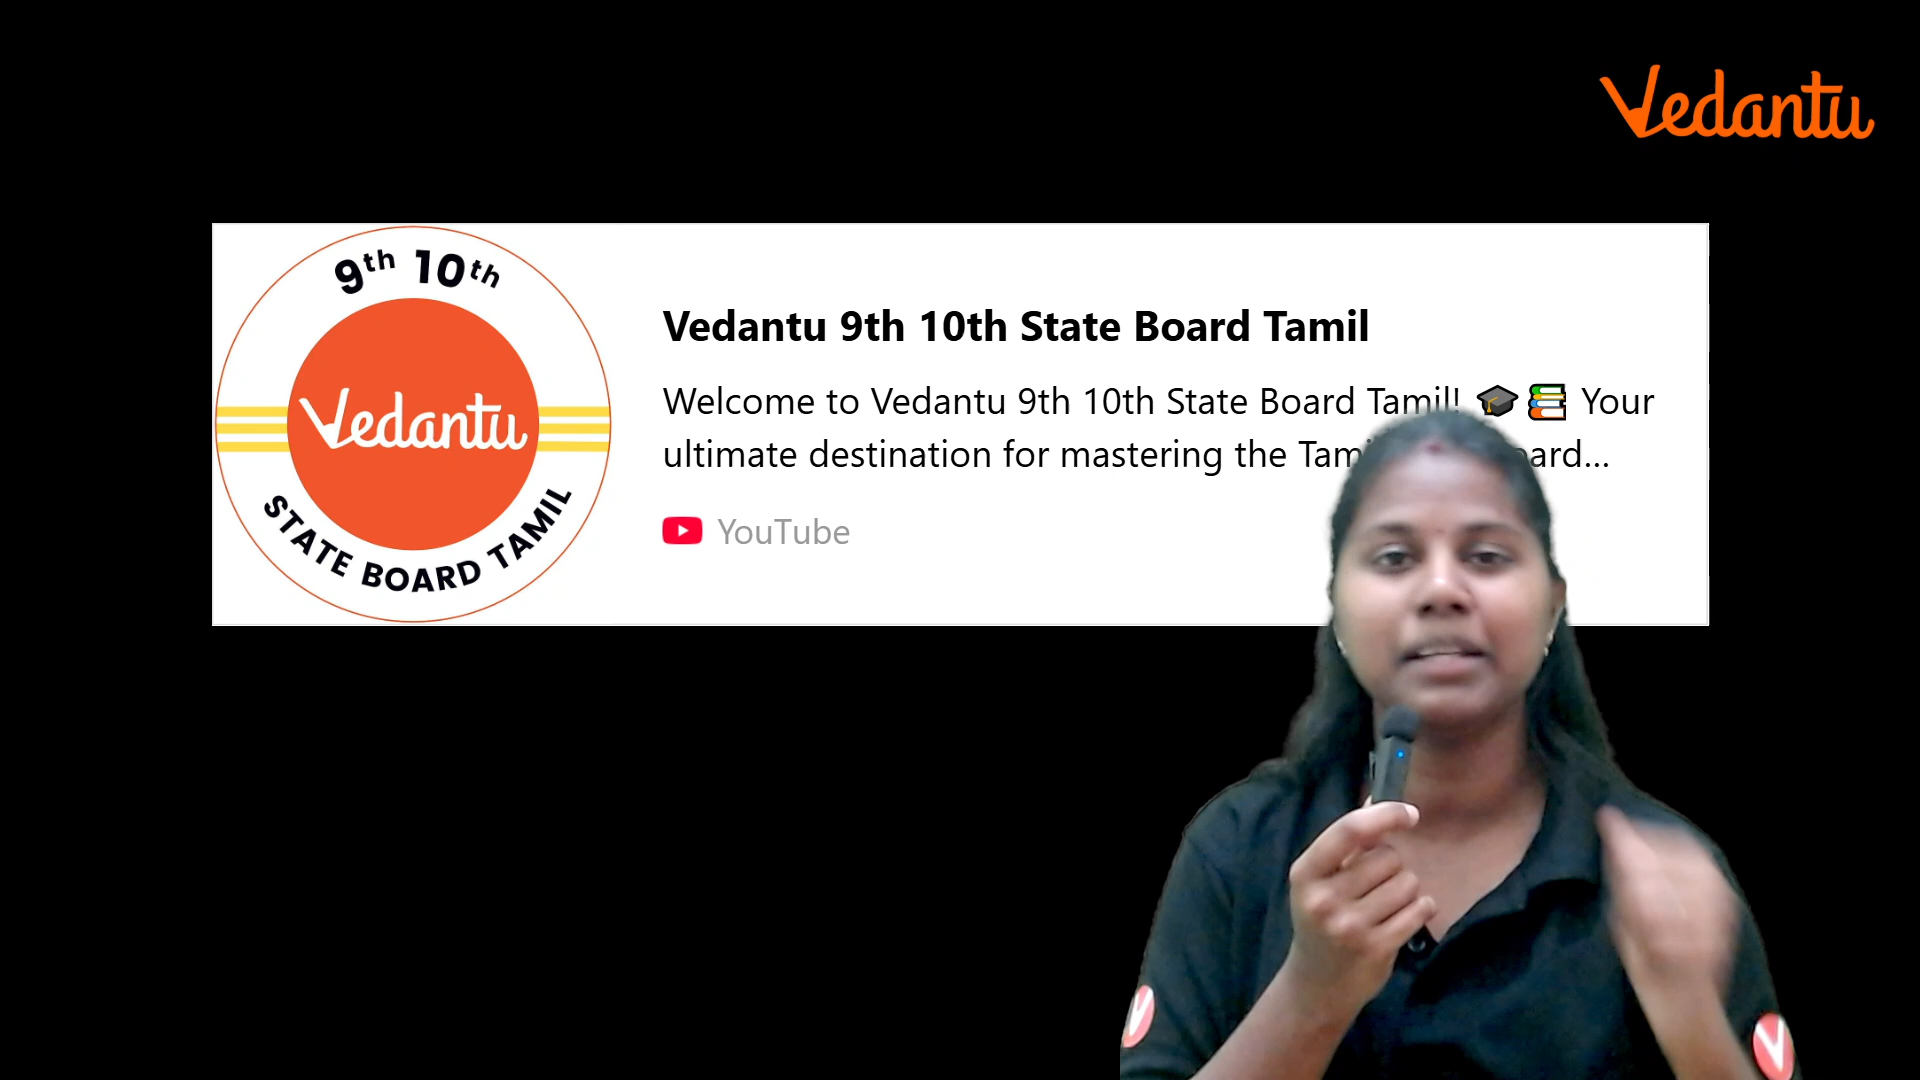 Vedantu
9th 10th
Vedantu
STATE BOARD TAMIL
Vedantu 9th 10th State Board Tamil
Welcome to Vedantu 9th 10th State Board Tamil! 🎓📚 Your
ultimate destination for mastering the
YouTube
V
V